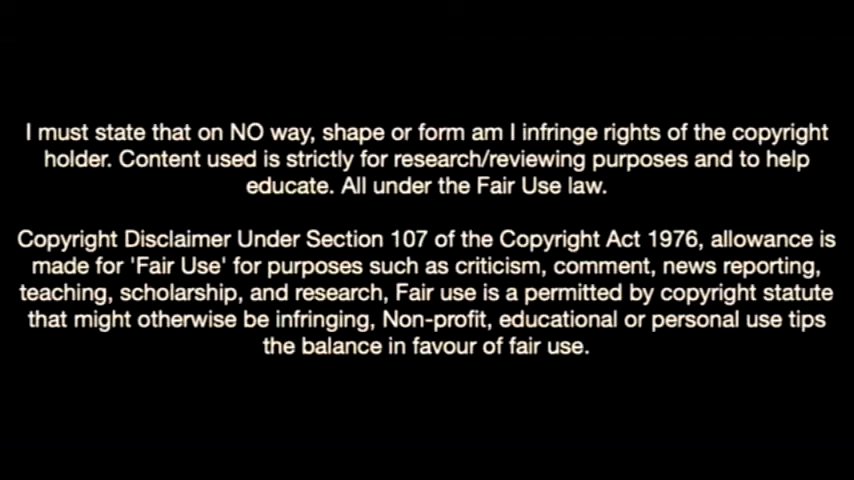 I must state that on NO way, shape or form am I infringe rights of the copyright
holder. Content used is strictly for research/reviewing purposes and to help
educate. All under the Fair Use law.
Copyright Disclaimer Under Section 107 of the Copyright Act 1976, allowance is
made for 'Fair Use' for purposes such as criticism, comment, news reporting,
teaching, scholarship, and research, Fair use is a permitted by copyright statute
that might otherwise be infringing, Non-profit, educational or personal use tips
the balance in favour of fair use.